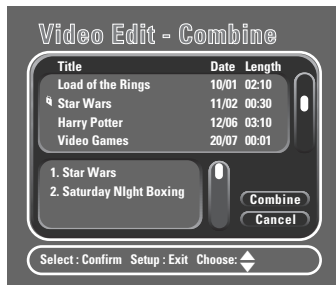 Video Edit - Combine
Title Date Length
Load of the Rings 10/01 02:10
Star Wars 11/02 00:30
Harry Potter 12/06 03:10
Video Games 20/07 00:01
1. Star Wars
2. Saturday NIght Boxing
Combine
Cancel
Select : Confirm Setup : Exit Choose: